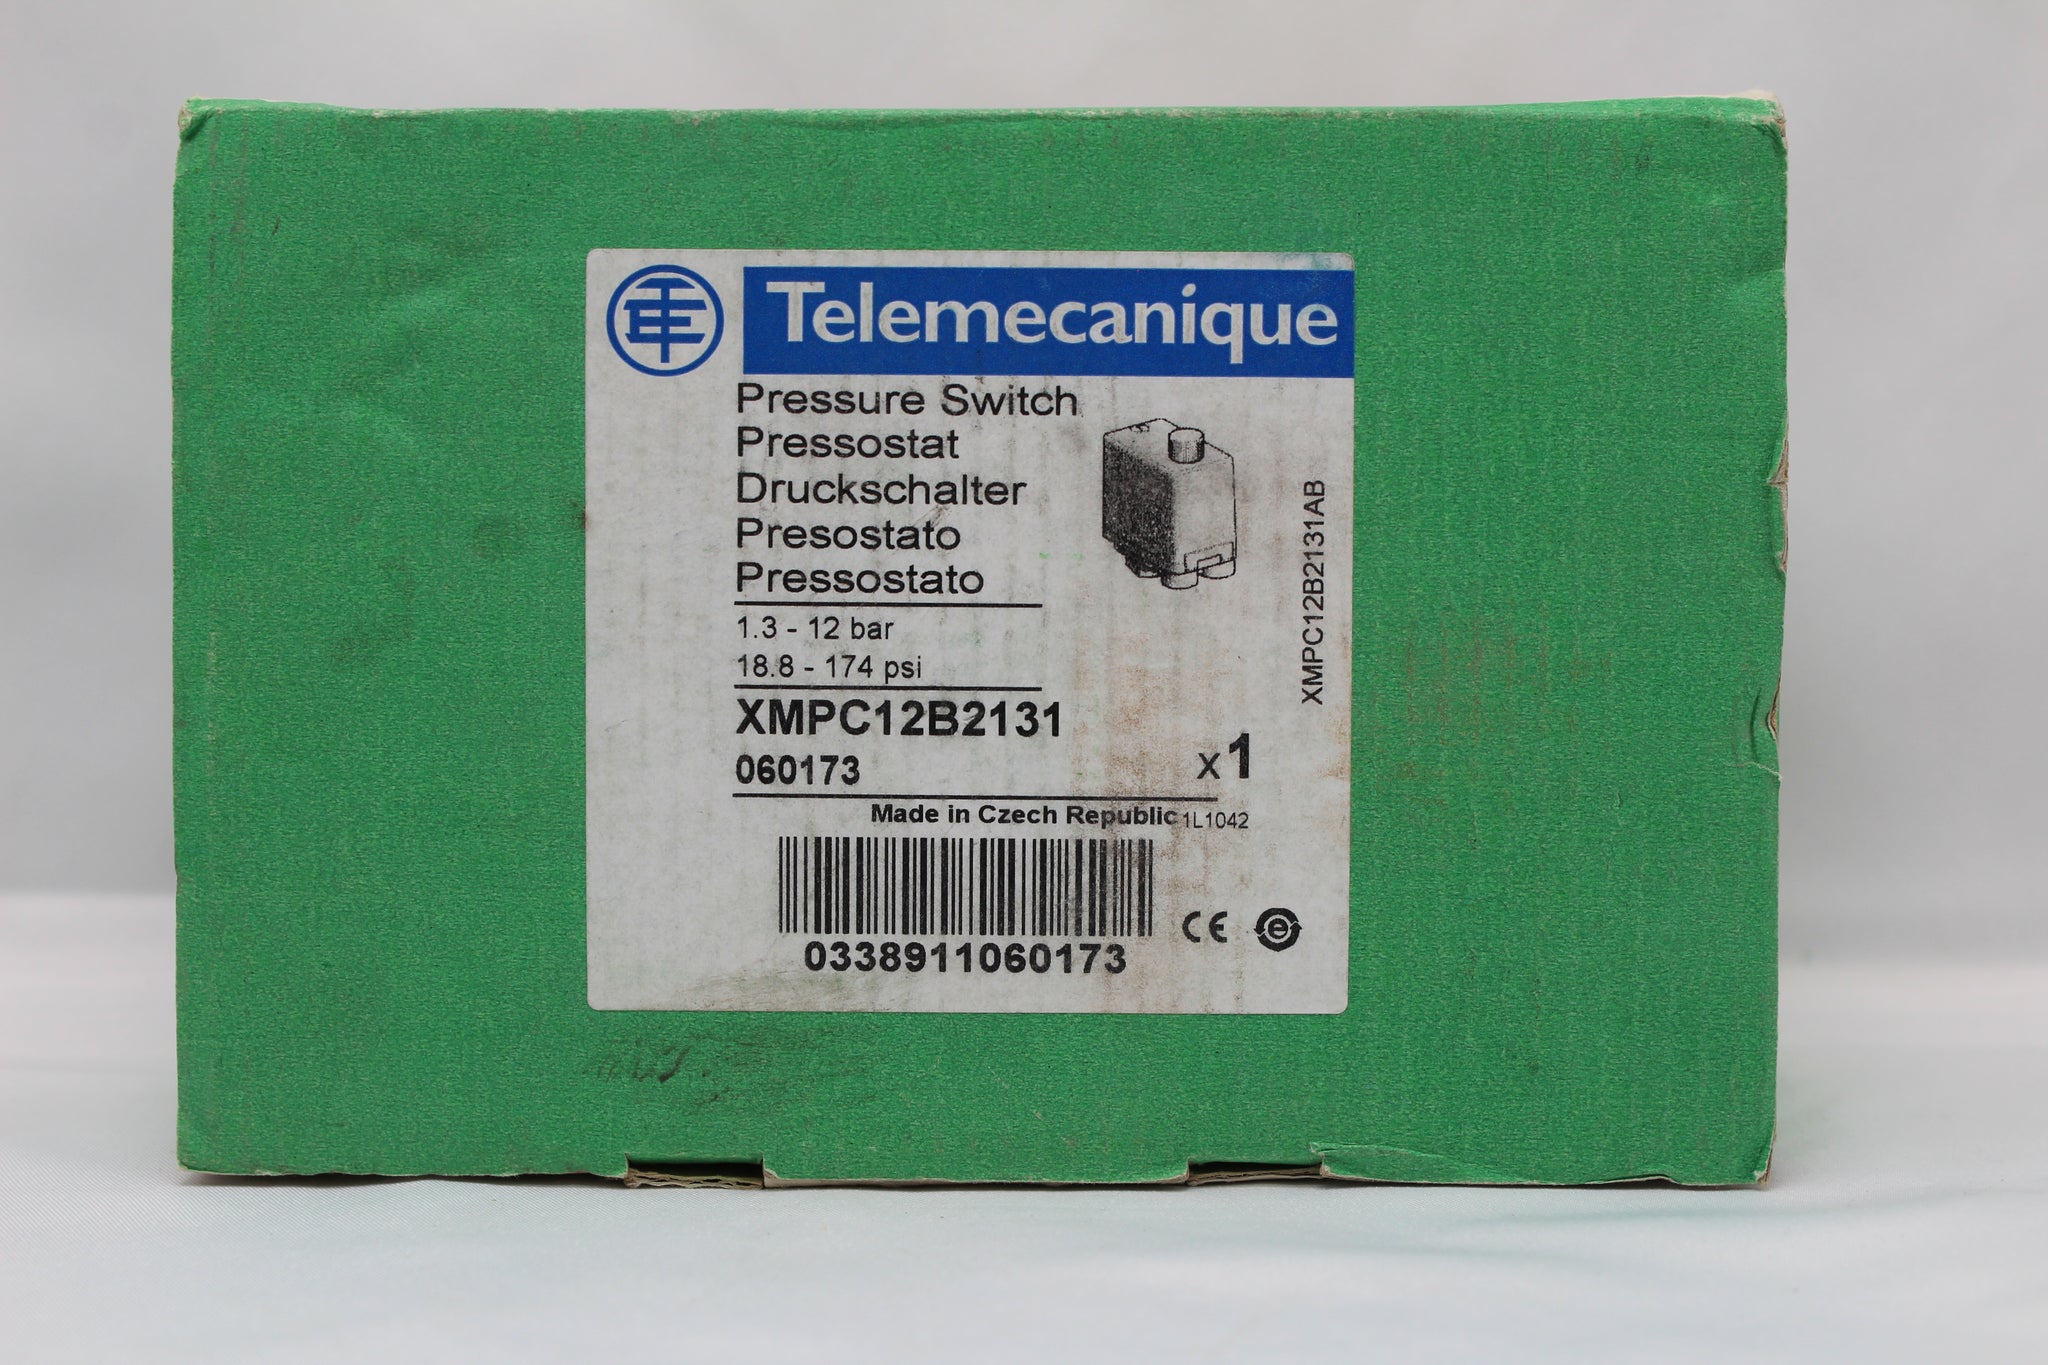 Telemecanique
Pressure Switch
Pressostat
Druckschalter
Presostato
Pressostato
1.3 - 12 bar
18.8 - 174 psi
XMPC12B2131
060173
x1
XMPC12B2131AB
Made in Czech Republic 1L1042
0338911060173
CE
e